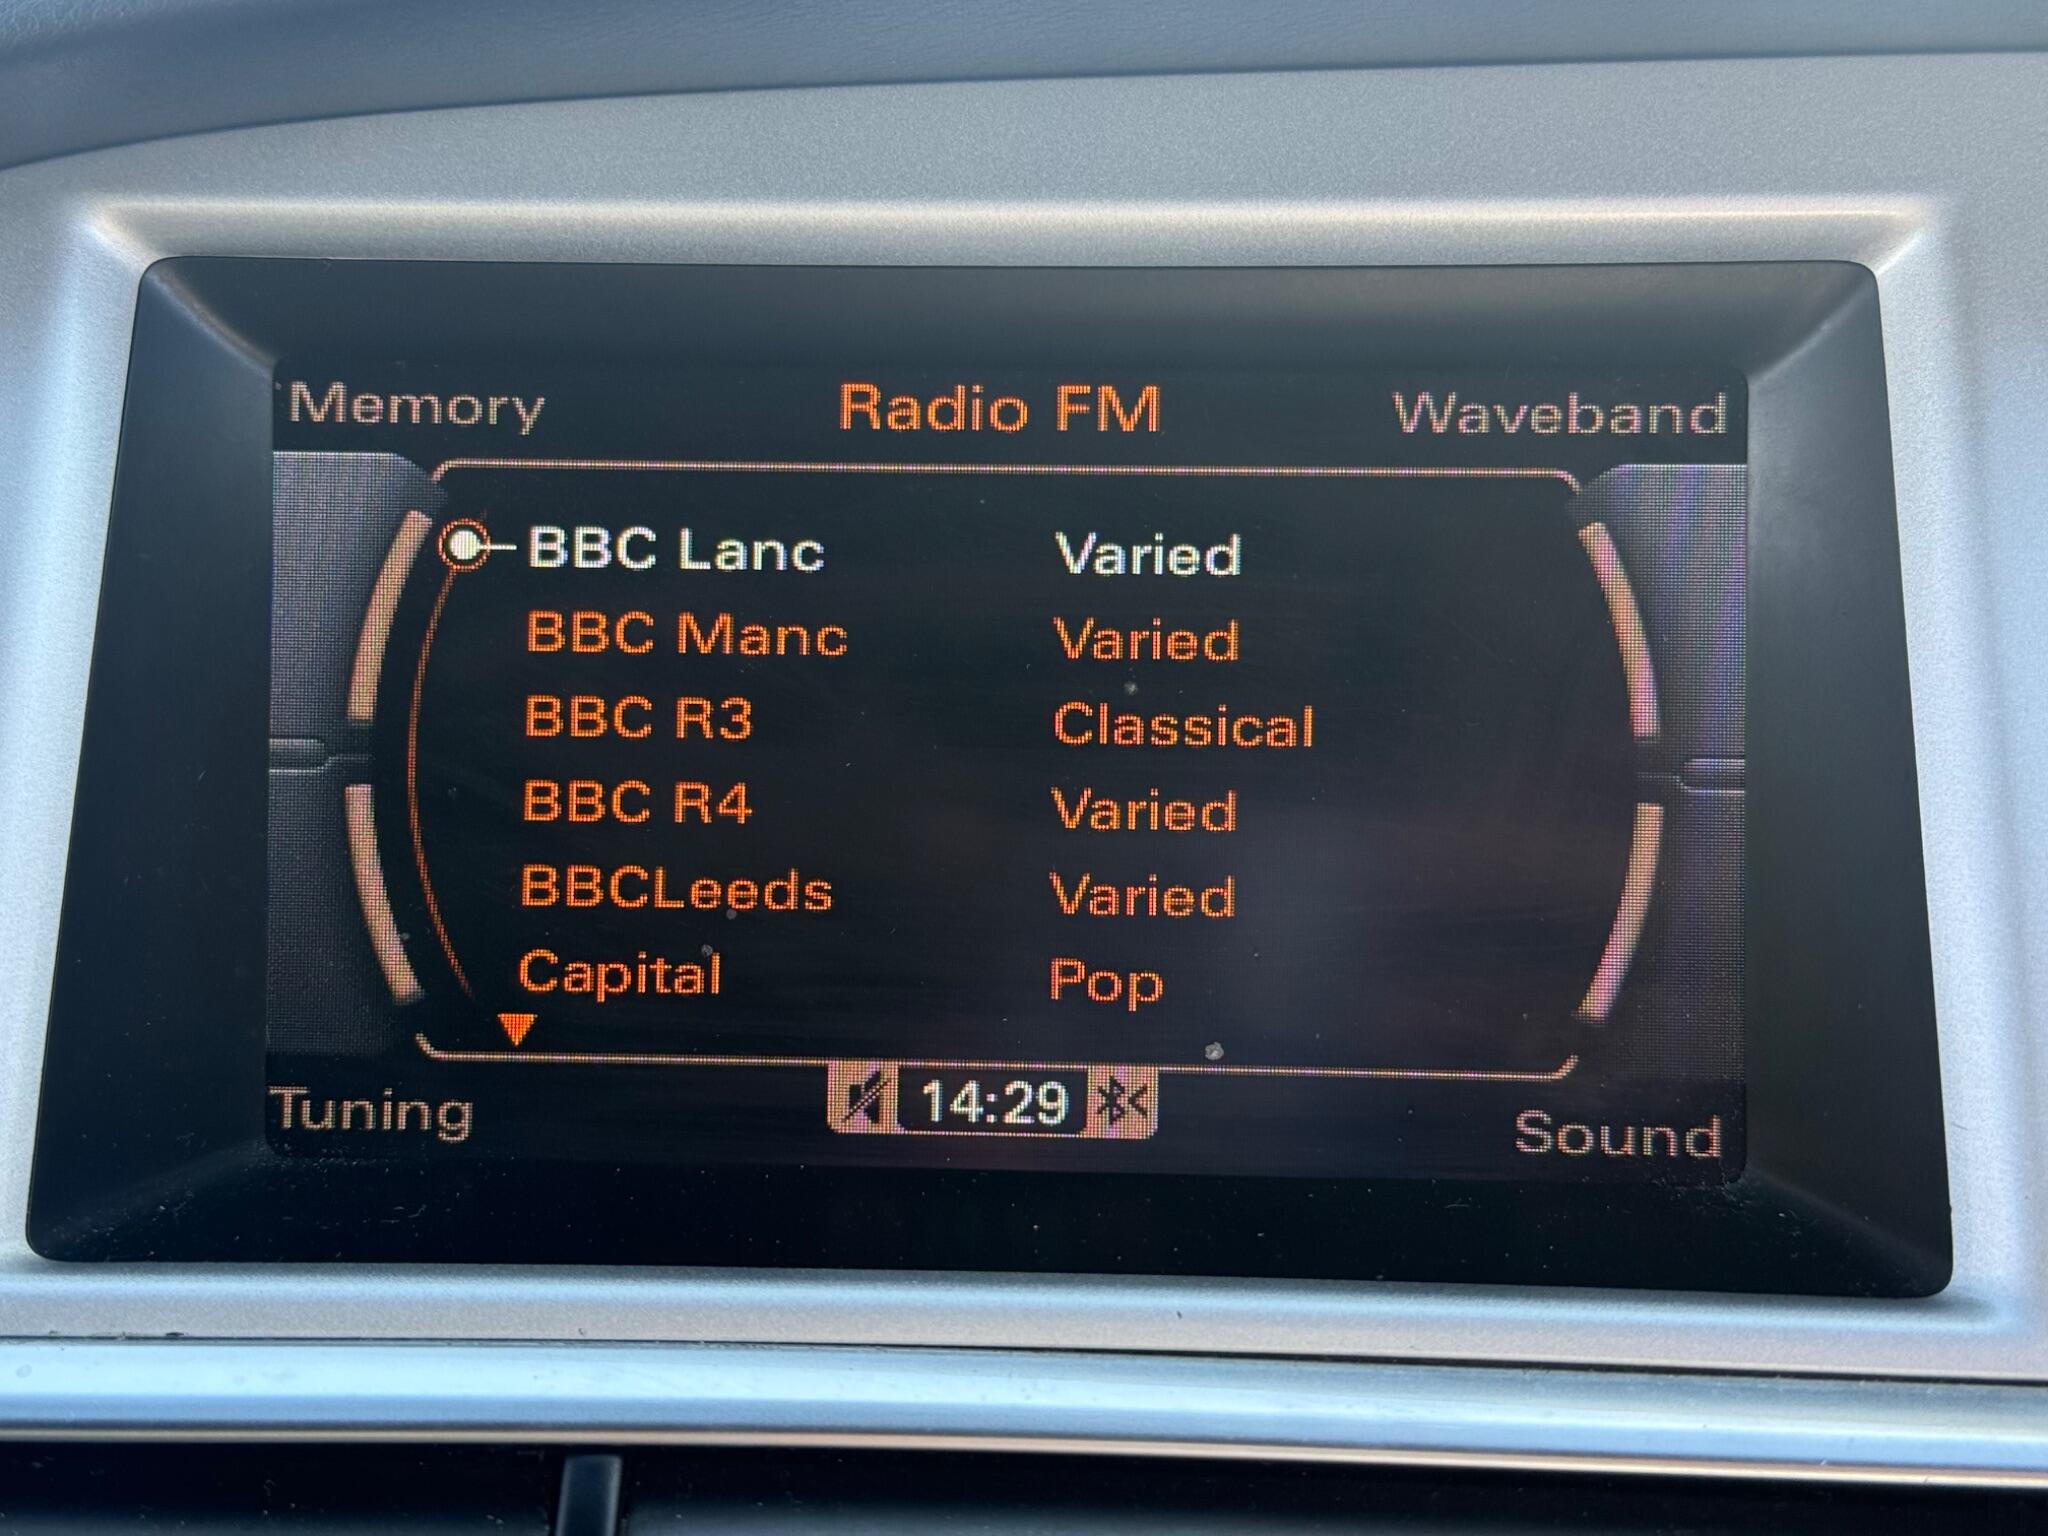 Memory Radio FM Waveband
BBC Lanc Varied
BBC Manc Varied
BBC R3 Classical
BBC R4 Varied
BBCLeeds Varied
Capital Pop
Tuning 14:29 Sound